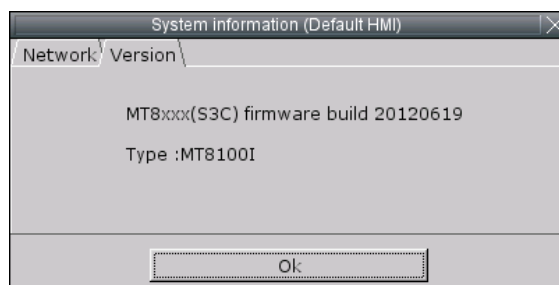 System information (Default HMI)
Network Version
MT8xxx(S3C) firmware build 20120619
Type :MT8100I
Ok